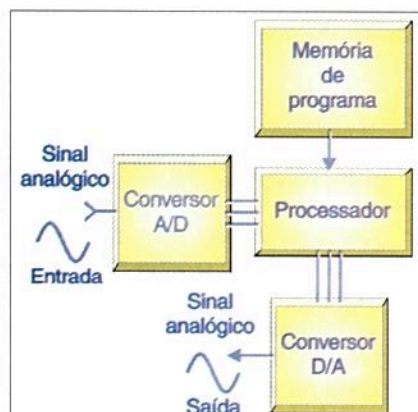 Memória
de
programa
Sinal
analógico
Conversor
A/D
Processador
Entrada
Sinal
analógico
Conversor
D/A
Saída